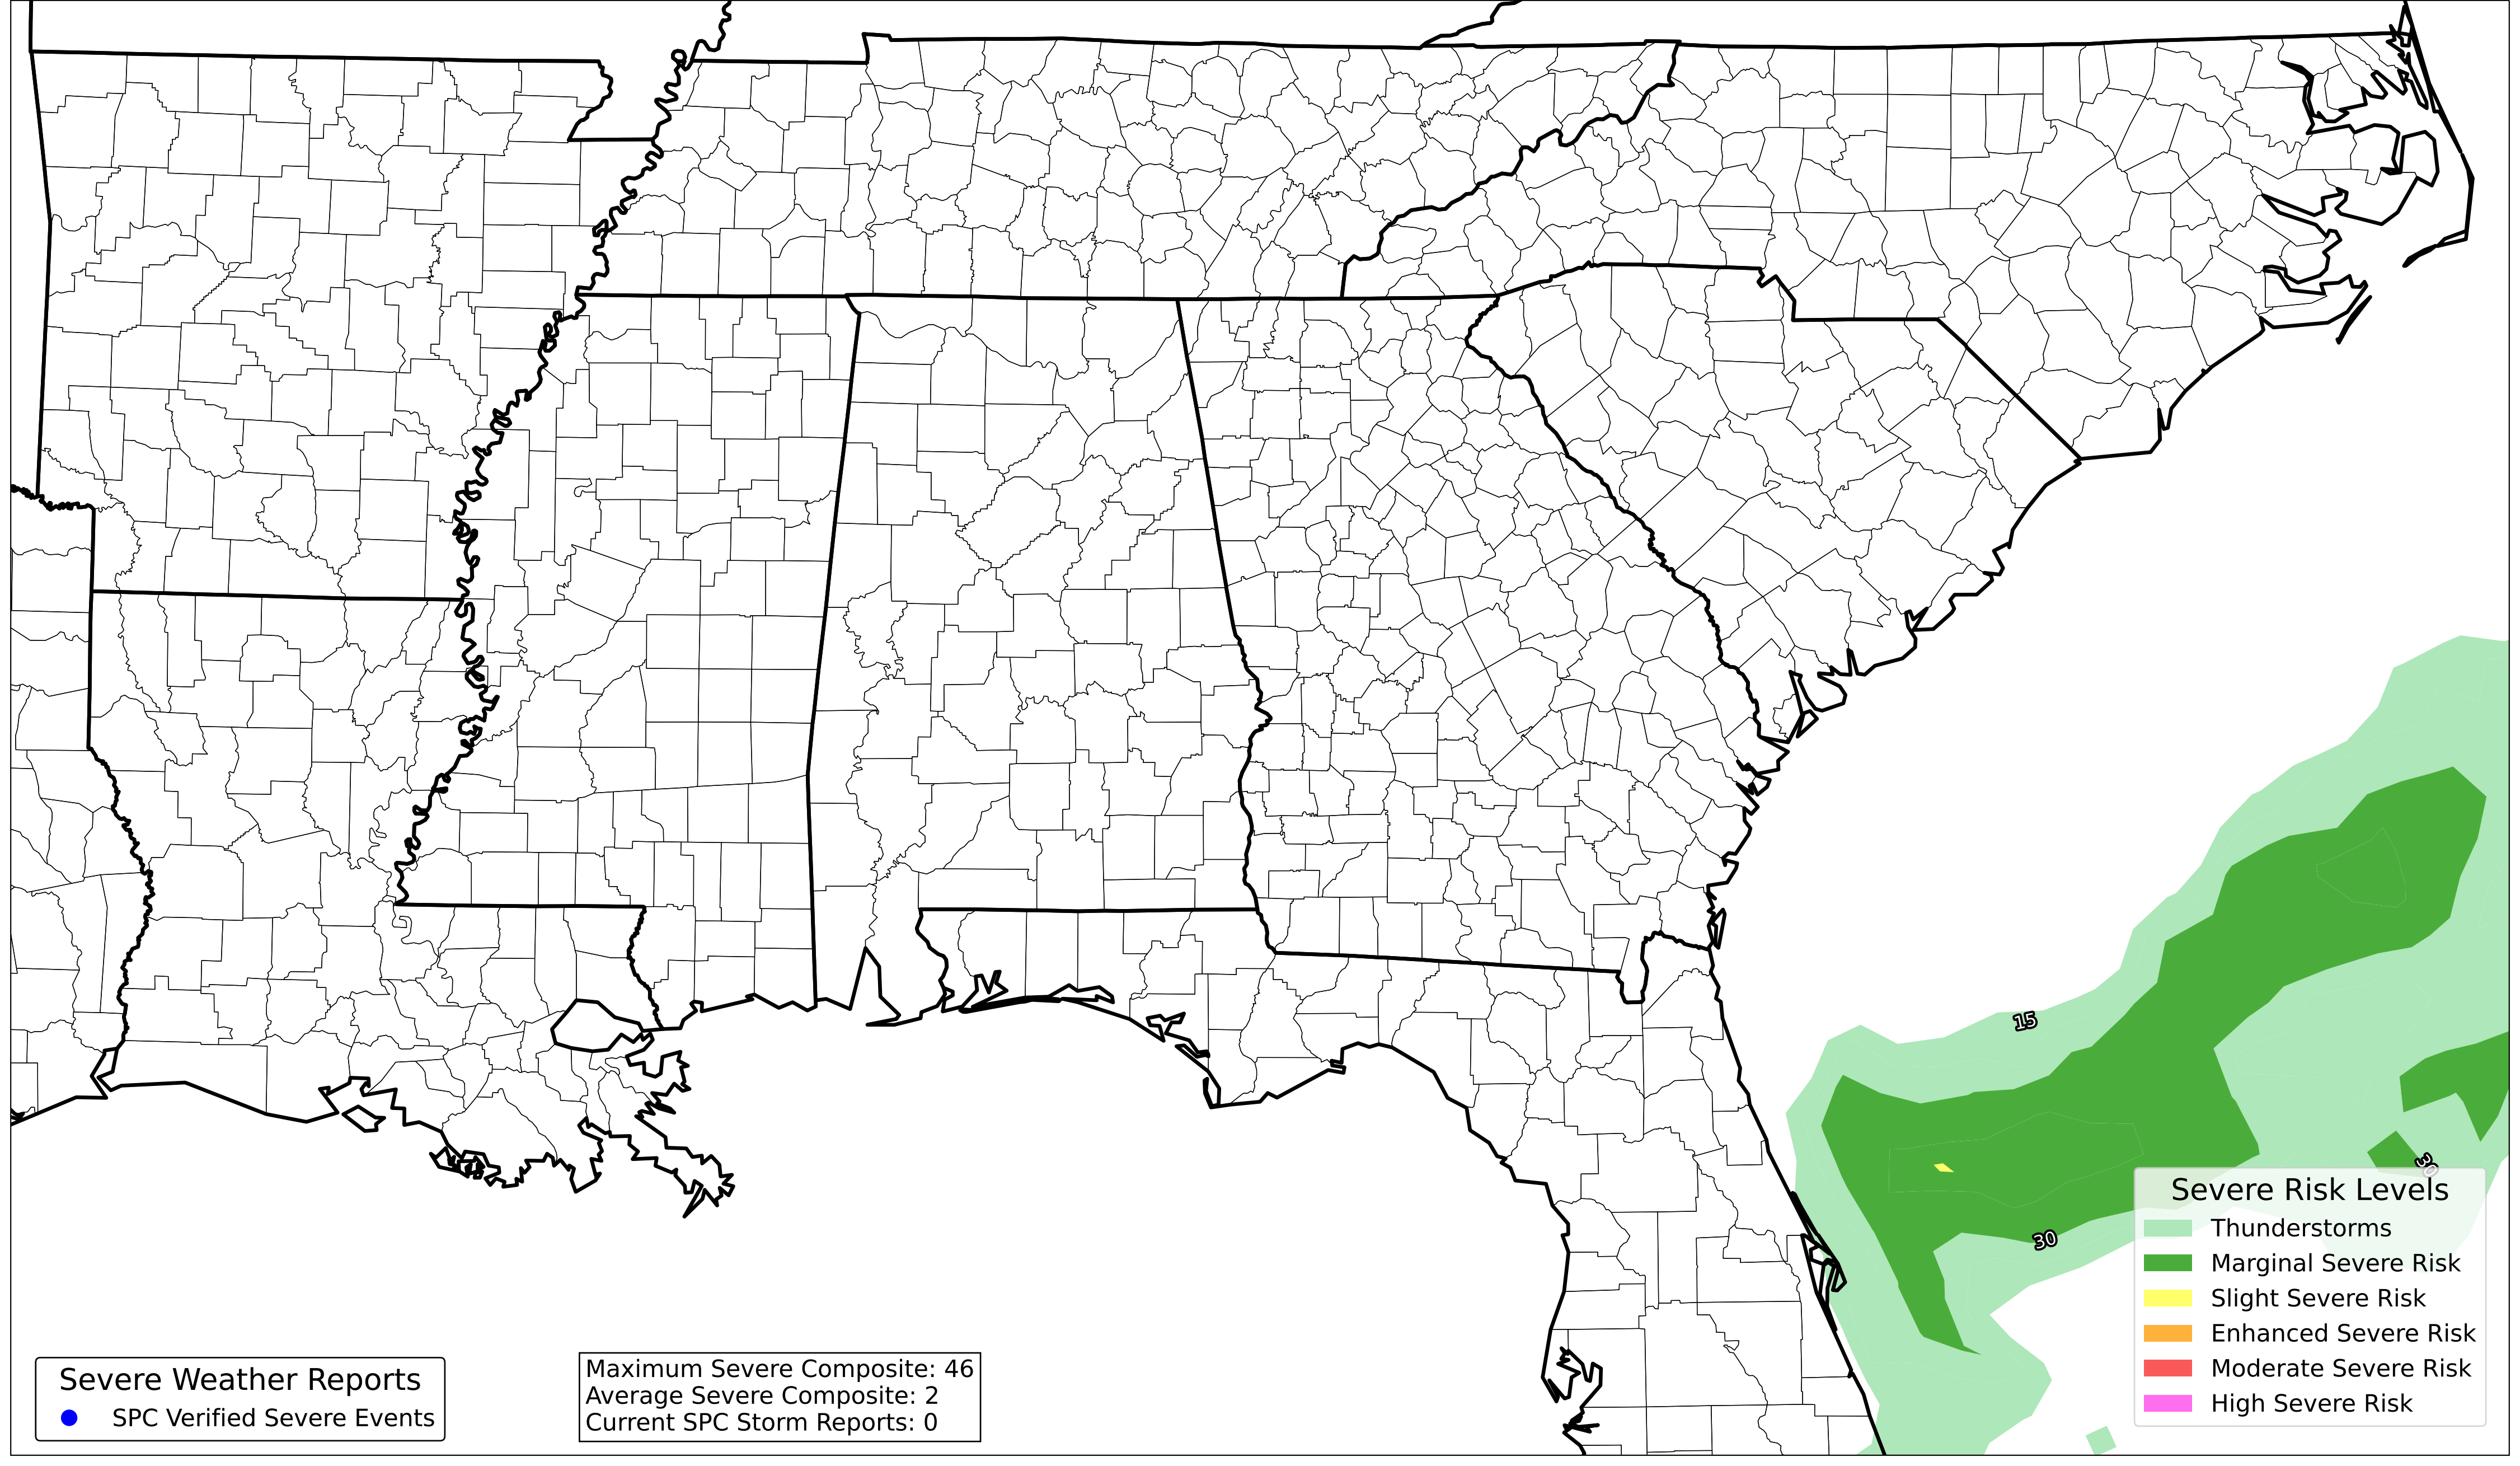 15
30
30
Severe Risk Levels
Thunderstorms
Marginal Severe Risk
Slight Severe Risk
Enhanced Severe Risk
Moderate Severe Risk
High Severe Risk
Severe Weather Reports
SPC Verified Severe Events
Maximum Severe Composite: 46
Average Severe Composite: 2
Current SPC Storm Reports: 0